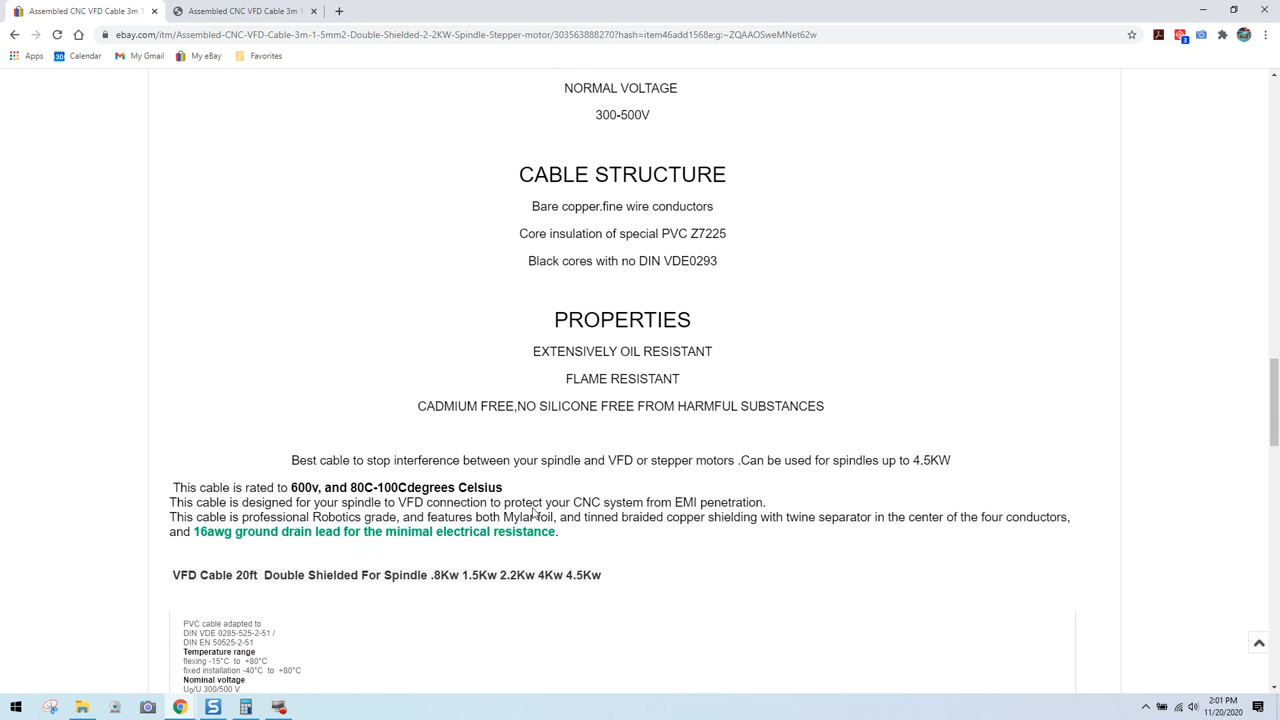 Assembled CNC VFD Cable 3m 1
Assembled CNC VFD Cable 3m 1
ebay.com/itm/Assembled-CNC-VFD-Cable-3m-1-5mm2-Double-Shielded-2-2KW-Spindle-Stepper-motor/303563888270?hash=item46add1568e:g:~ZQAAOSweMNet62w
3
Apps
Calendar
My Gmail
My eBay
Favorites
NORMAL VOLTAGE
300-500V
CABLE STRUCTURE
Bare copper.fine wire conductors
Core insulation of special PVC Z7225
Black cores with no DIN VDE0293
PROPERTIES
EXTENSIVELY OIL RESISTANT
FLAME RESISTANT
CADMIUM FREE,NO SILICONE FREE FROM HARMFUL SUBSTANCES
Best cable to stop interference between your spindle and VFD or stepper motors .Can be used for spindles up to 4.5KW
This cable is rated to 600v, and 80C-100Cdegrees Celsius
This cable is designed for your spindle to VFD connection to protect your CNC system from EMI penetration.
This cable is professional Robotics grade, and features both Mylar foil, and tinned braided copper shielding with twine separator in the center of the four conductors,
and 16awg ground drain lead for the minimal electrical resistance.
VFD Cable 20ft Double Shielded For Spindle .8Kw 1.5Kw 2.2Kw 4Kw 4.5Kw
PVC cable adapted to
DIN VDE 0285-525-2-51 /
DIN EN 50525-2-51
Temperature range
flexing -15°C to +80°C
fixed installation -40°C to +80°C
Nominal voltage
U₀/U 300/500 V
2:01 PM
11/20/2020